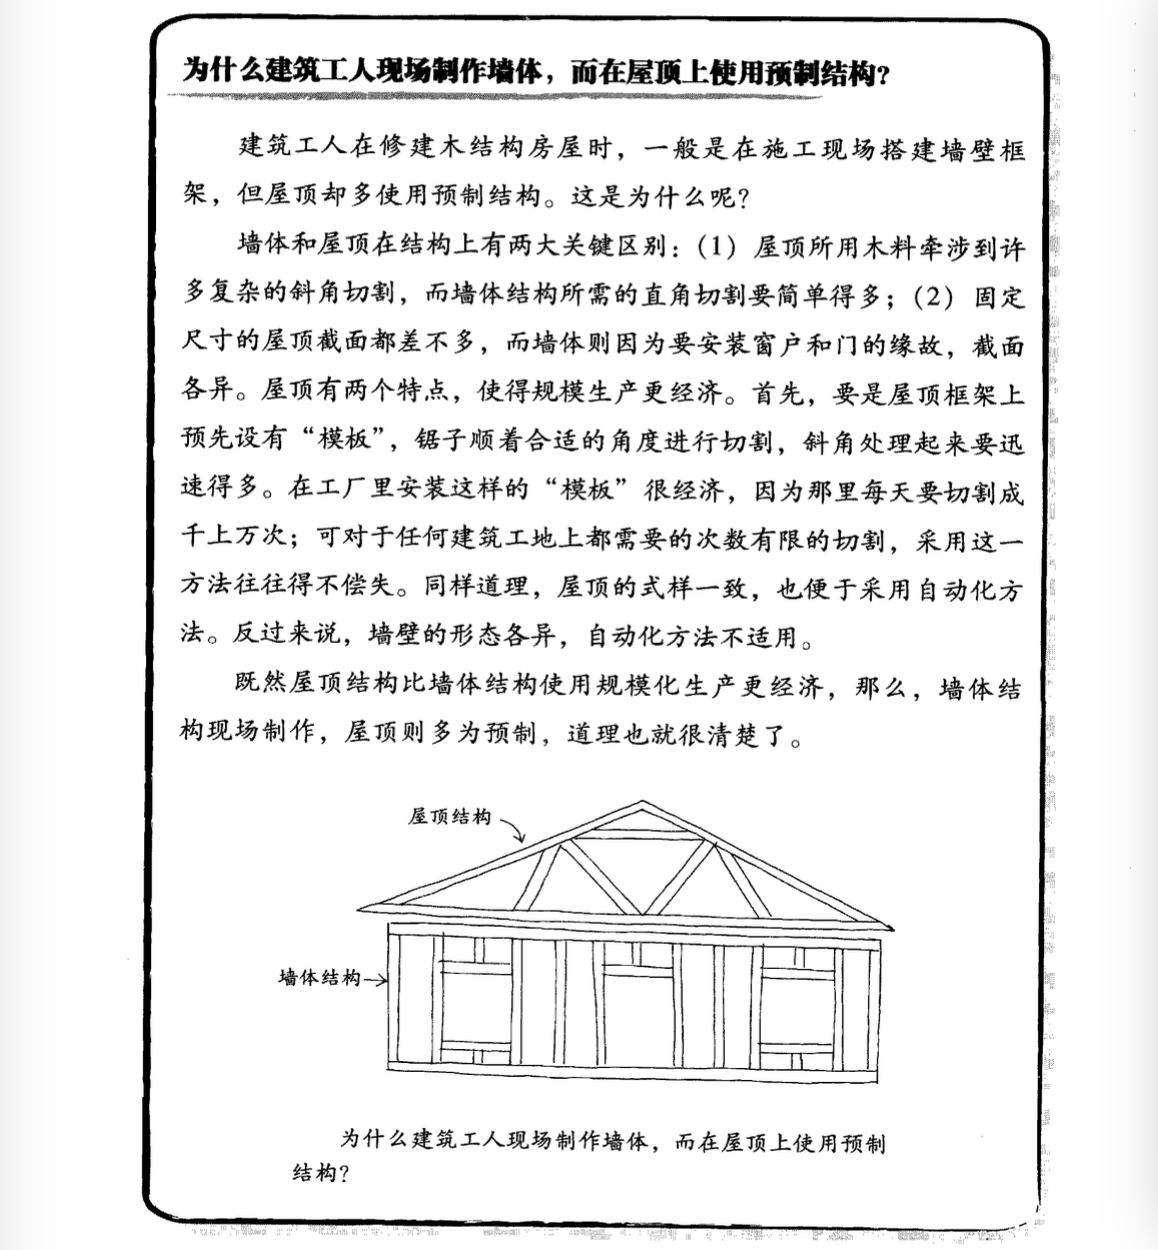 为什么建筑工人现场制作墙体，而在屋顶上使用预制结构？
建筑工人在修建木结构房屋时，一般是在施工现场搭建墙壁框
架，但屋顶却多使用预制结构。这是为什么呢？
墙体和屋顶在结构上有两大关键区别：（1）屋顶所用木料牵涉到许
多复杂的斜角切割，而墙体结构所需的直角切割要简单得多；（2）固定
尺寸的屋顶截面都差不多，而墙体则因为要安装窗户和门的缘故，截面
各异。屋顶有两个特点，使得规模生产更经济。首先，要是屋顶框架上
预先设有“模板”，锯子顺着合适的角度进行切割，斜角处理起来要迅
速得多。在工厂里安装这样的“模板”很经济，因为那里每天要切割成
千上万次；可对于任何建筑工地上都需要的次数有限的切割，采用这一
方法往往得不偿失。同样道理，屋顶的式样一致，也便于采用自动化方
法。反过来说，墙壁的形态各异，自动化方法不适用。
既然屋顶结构比墙体结构使用规模化生产更经济，那么，墙体结
构现场制作，屋顶则多为预制，道理也就很清楚了。
屋顶结构
墙体结构
为什么建筑工人现场制作墙体，而在屋顶上使用预制
结构？